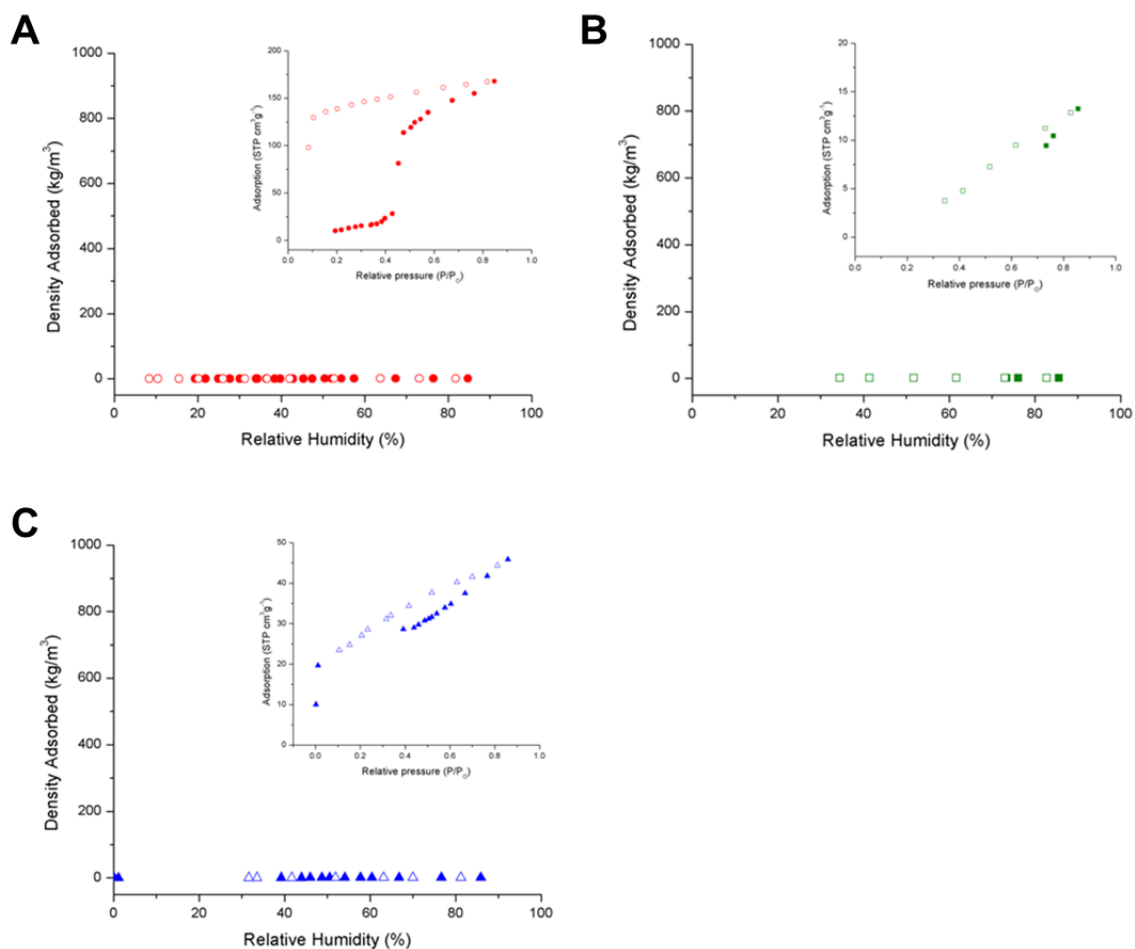 A
1000
800
600
400
200
0
Density Adsorbed (kg/m³)
0 20 40 60 80 100
Relative Humidity (%)
200
150
100
50
0
Adsorption (STP cm³g⁻¹)
0.0 0.2 0.4 0.6 0.8 1.0
Relative pressure (P/P₀)
B
1000
800
600
400
200
0
Density Adsorbed (kg/m³)
0 20 40 60 80 100
Relative Humidity (%)
20
15
10
5
0
Adsorption (STP cm³g⁻¹)
0.0 0.2 0.4 0.6 0.8 1.0
Relative pressure (P/P₀)
C
1000
800
600
400
200
0
Density Adsorbed (kg/m³)
0 20 40 60 80 100
Relative Humidity (%)
50
40
30
20
10
0
Adsorption (STP cm³g⁻¹)
0.0 0.2 0.4 0.6 0.8 1.0
Relative pressure (P/P₀)